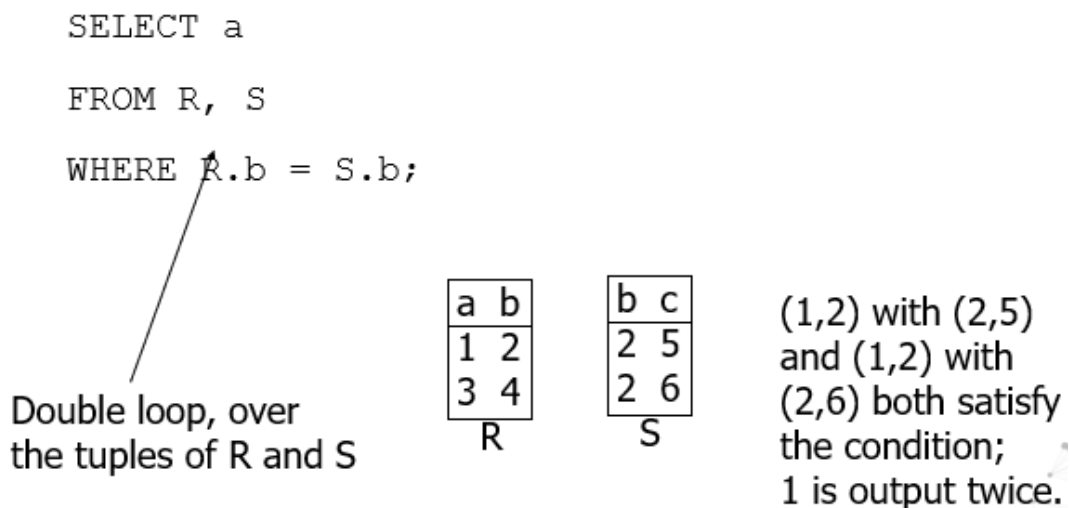 SELECT a
FROM R, S
WHERE R.b = S.b;
Double loop, over
the tuples of R and S
a b
1 2
3 4
R
b c
2 5
2 6
S
(1,2) with (2,5)
and (1,2) with
(2,6) both satisfy
the condition;
1 is output twice.